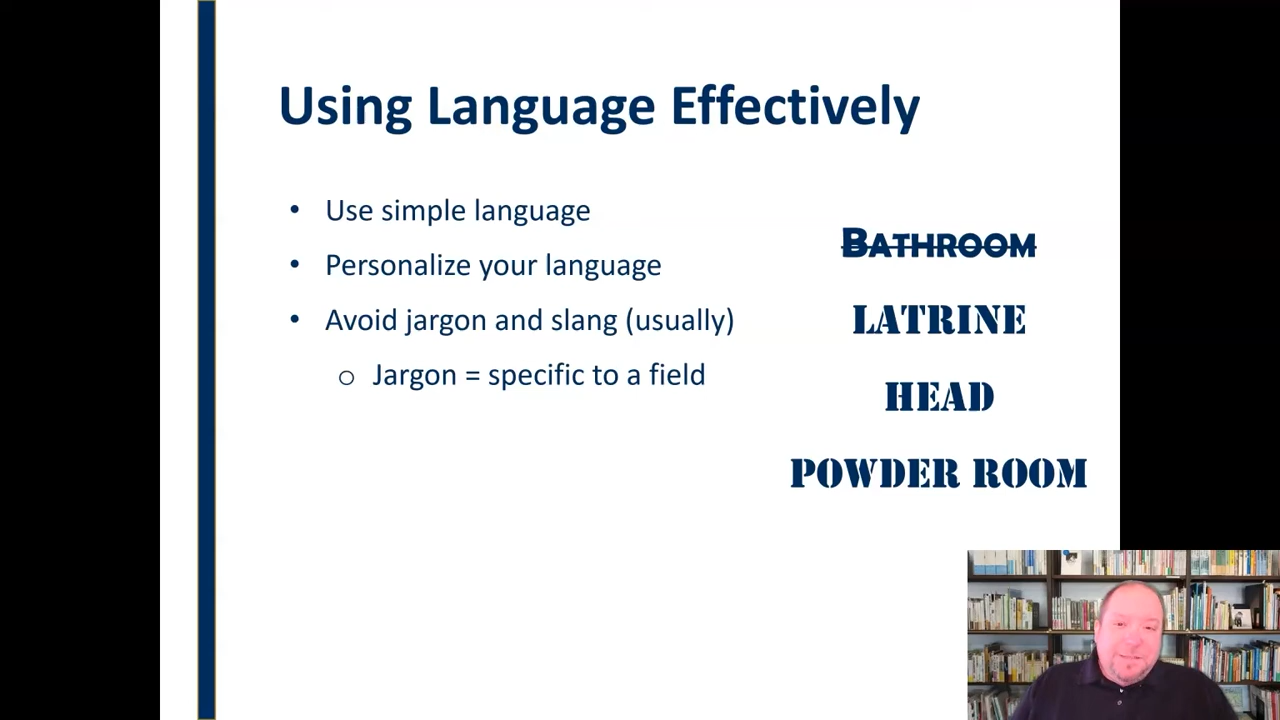 Using Language Effectively
• Use simple language
• Personalize your language
• Avoid jargon and slang (usually)
o Jargon = specific to a field
BATHROOM
LATRINE
HEAD
POWDER ROOM